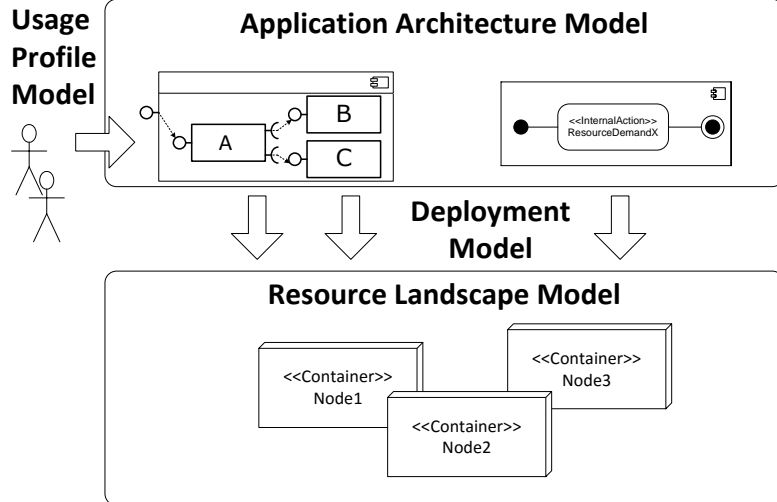 Usage
Profile
Model
Application Architecture Model
A
B
C
<<InternalAction>>
ResourceDemandX
Deployment
Model
Resource Landscape Model
<<Container>>
Node1
<<Container>>
Node2
<<Container>>
Node3